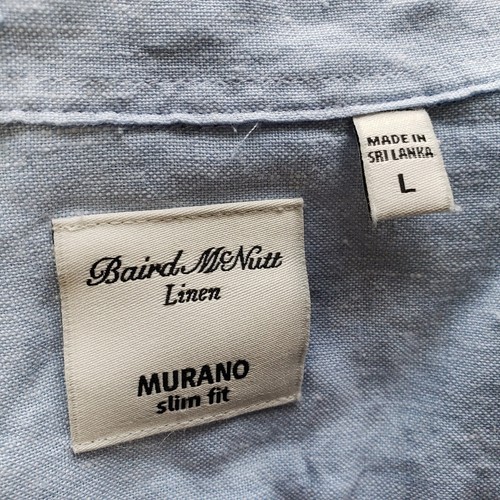 MADE IN
SRI LANKA
L
Baird McNutt
Linen
MURANO
slim fit